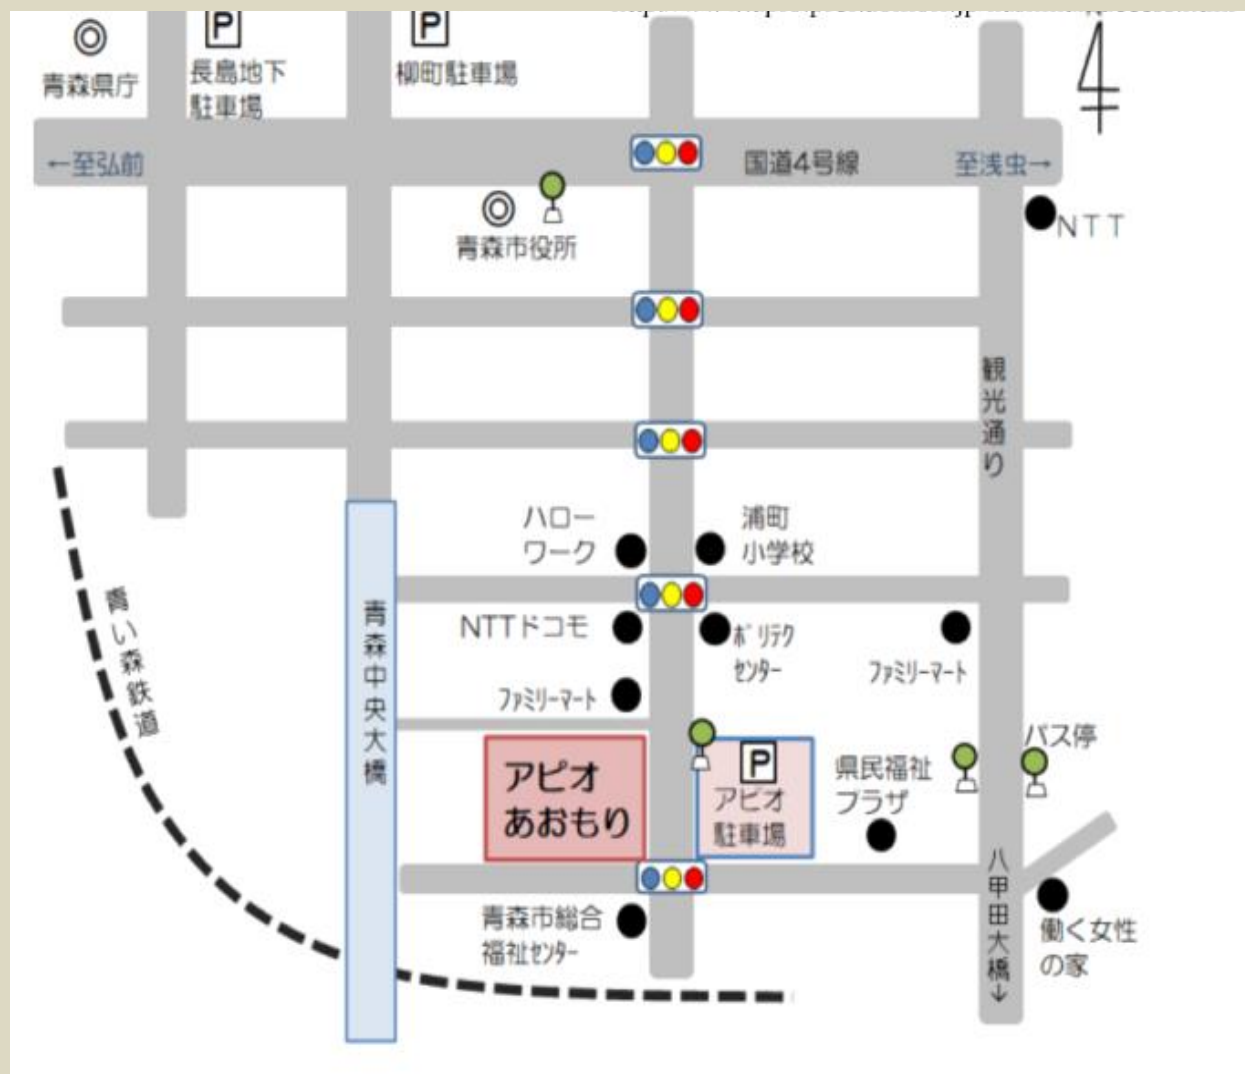 P
P
青森県庁
長島地下
駐車場
柳町駐車場
←至弘前
国道4号線
至浅虫→
青森市役所
NTT
観光通り
ハロー
ワーク
浦町
小学校
青い森鉄道
青森中央大橋
NTTドコモ
ポリテク
センター
ファミリーマート
ファミリーマート
アピオ
あおもり
P
アピオ
駐車場
県民福祉
プラザ
バス停
八甲田大橋↓
青森市総合
福祉センター
働く女性
の家